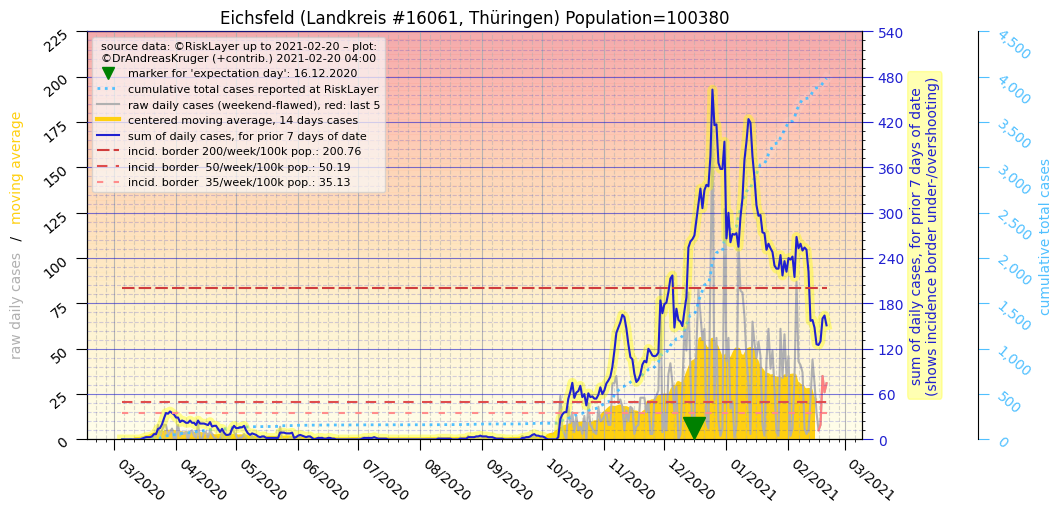 Eichsfeld (Landkreis #16061, Thüringen) Population=100380
source data: ©RiskLayer up to 2021-02-20 – plot:
©DrAndreasKruger (+contrib.) 2021-02-20 04:00
marker for 'expectation day': 16.12.2020
cumulative total cases reported at RiskLayer
raw daily cases (weekend-flawed), red: last 5
centered moving average, 14 days cases
sum of daily cases, for prior 7 days of date
incid. border 200/week/100k pop.: 200.76
incid. border  50/week/100k pop.: 50.19
incid. border  35/week/100k pop.: 35.13
raw daily cases / moving average
225
200
175
150
125
100
75
50
25
0
03/2020
04/2020
05/2020
06/2020
07/2020
08/2020
09/2020
10/2020
11/2020
12/2020
01/2021
02/2021
03/2021
540
480
420
360
300
240
180
120
60
0
sum of daily cases, for prior 7 days of date
(shows incidence border under-/overshooting)
4,500
4,000
3,500
3,000
2,500
2,000
1,500
1,000
500
0
cumulative total cases